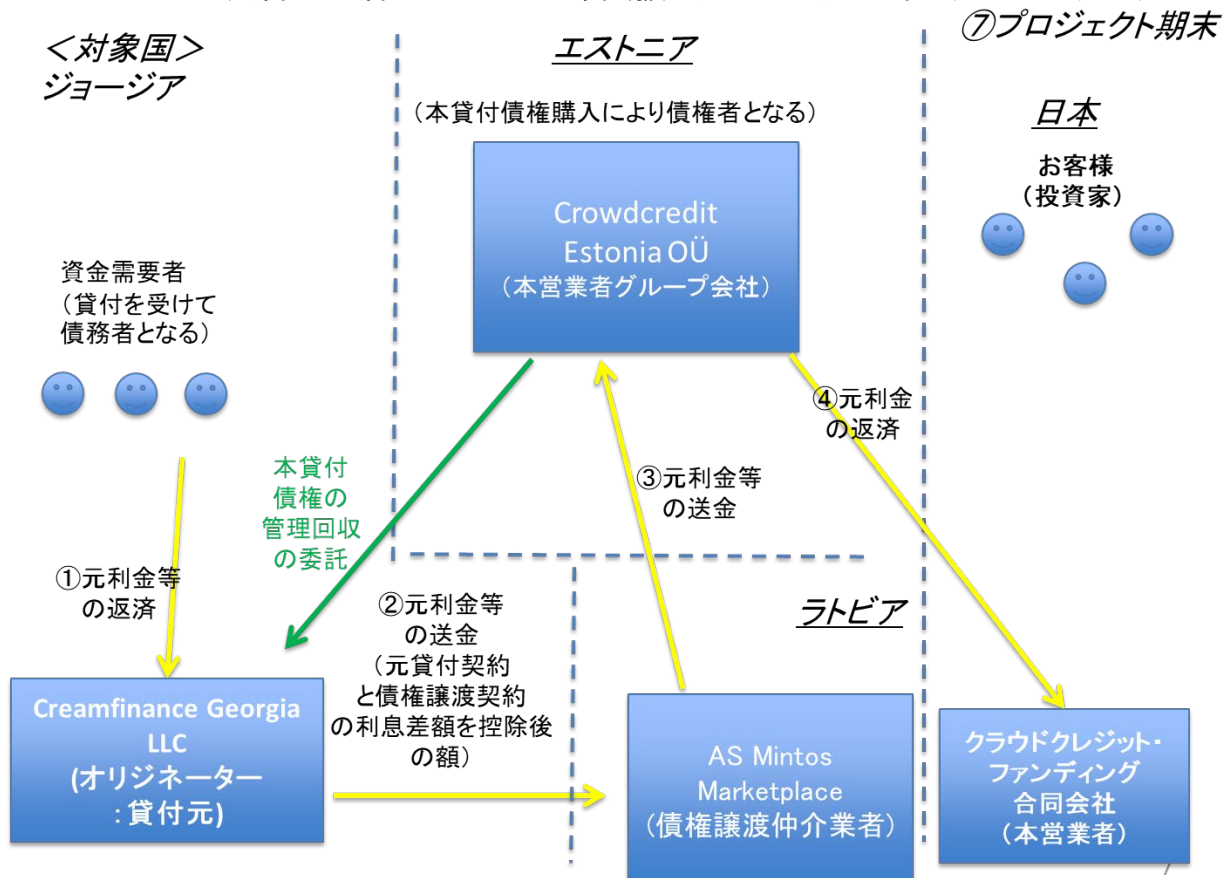 ⑦プロジェクト期末
＜対象国＞
ジョージア
エストニア
（本貸付債権購入により債権者となる）
日本
お客様
（投資家）
Crowdcredit
Estonia OÜ
（本営業者グループ会社）
資金需要者
（貸付を受けて
債務者となる）
④元利金
の返済
本貸付
債権の
管理回収
の委託
③元利金等
の送金
①元利金等
の返済
②元利金等
の送金
（元貸付契約
と債権譲渡契約
の利息差額を控除後
の額）
ラトビア
Creamfinance Georgia
LLC
(オリジネーター
：貸付元)
AS Mintos
Marketplace
（債権譲渡仲介業者）
クラウドクレジット・
ファンディング
合同会社
（本営業者）